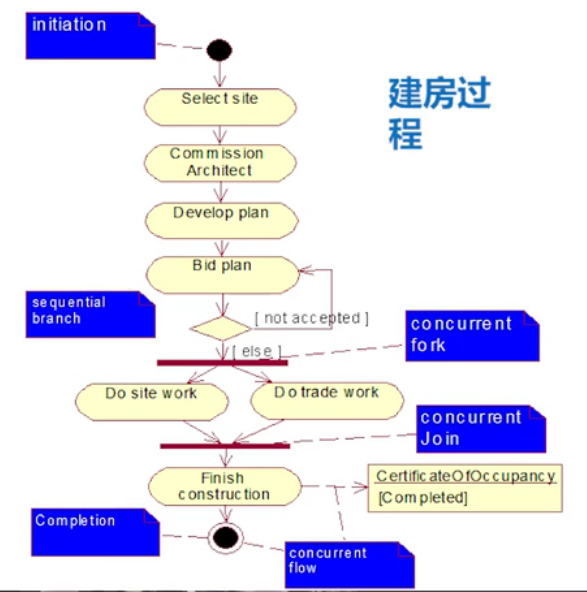 initiation
建房过
程
Select site
Commission
Architect
Develop plan
Bid plan
sequential
branch
[ not accepted ]
[ else ]
concurrent
fork
Do site work
Do trade work
concurrent
Join
Finish
construction
CertificateOfOccupancy
[Completed]
Completion
concurrent
flow